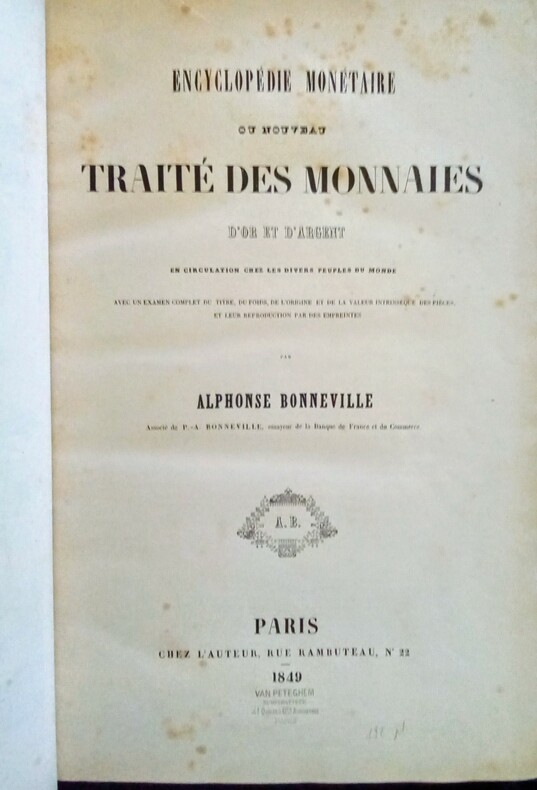 ENCYCLOPÉDIE MONÉTAIRE
OU NOUVEAU
TRAITÉ DES MONNAIES
D'OR ET D'ARGENT
EN CIRCULATION CHEZ LES DIVERS PEUPLES DU MONDE
AVEC UN EXAMEN COMPLET DU TITRE, DU POIDS, DE L'ORIGINE ET DE LA VALEUR INTRINSÈQUE DES PIÈCES,
ET LEUR REPRODUCTION PAR DES EMPREINTES
PAR
ALPHONSE BONNEVILLE
Associé de P.-A. BONNEVILLE, essayeur de la Banque de France et du Commerce
A. B.
PARIS
CHEZ L'AUTEUR, RUE RAMBUTEAU, N° 22
1849
VAN PETEGHEM